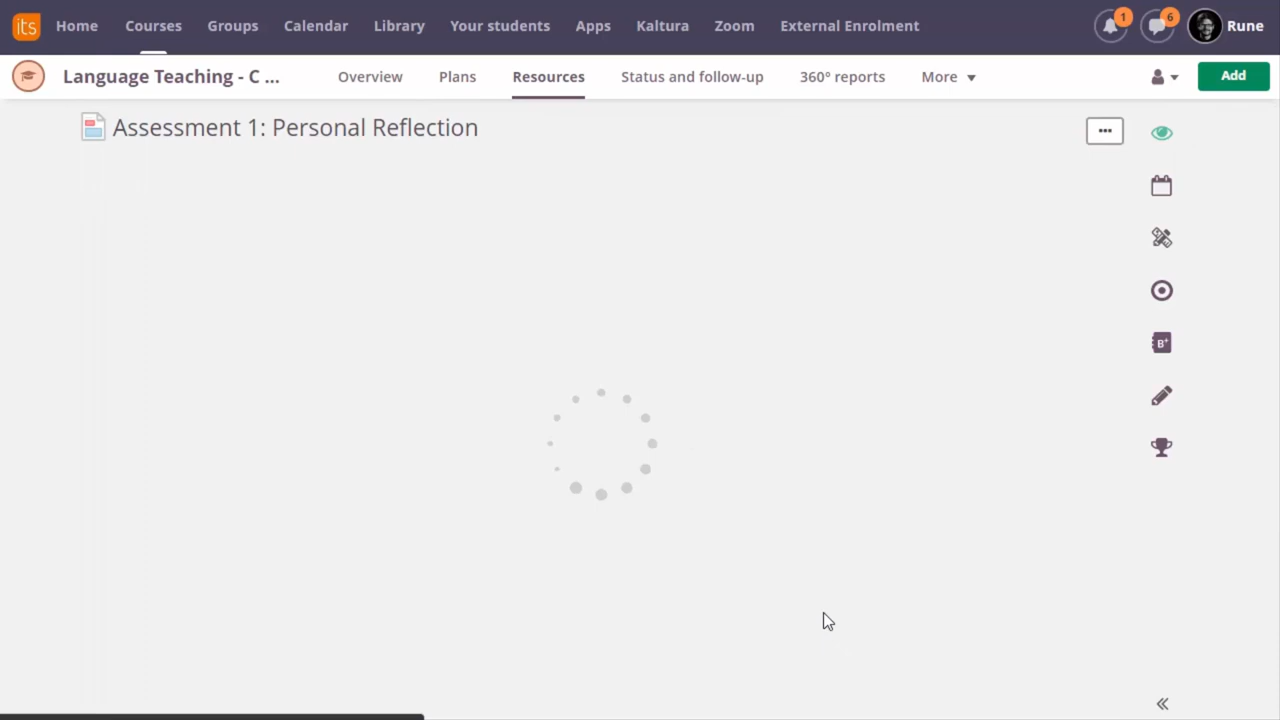 its Home Courses Groups Calendar Library Your students Apps Kaltura Zoom External Enrolment 1 6 Rune
Language Teaching - C ... Overview Plans Resources Status and follow-up 360° reports More Add
Assessment 1: Personal Reflection
B+